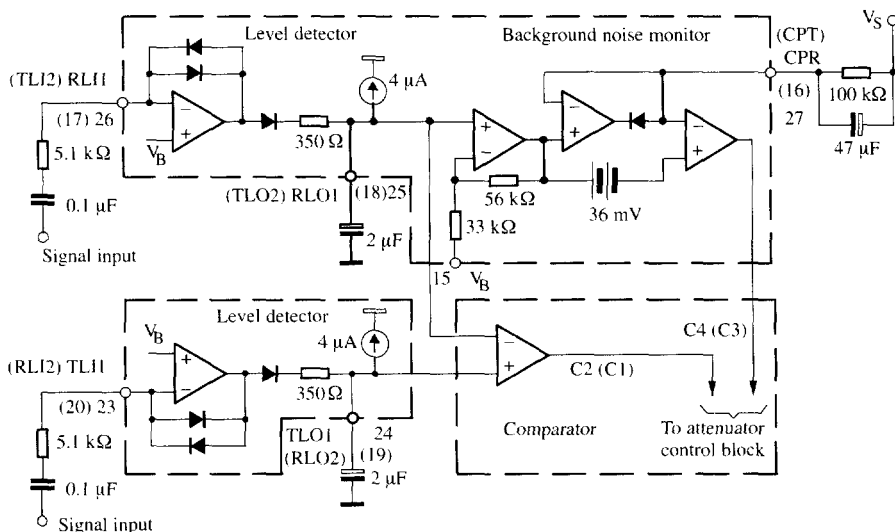 Level detector
Background noise monitor
(CPT)
V_S
CPR
4 µA
(TLI2) RLI1
(16)
100 kΩ
27
(17) 26
350 Ω
47 µF
V_B
5.1 kΩ
(TLO2) RLO1
(18) 25
56 kΩ
36 mV
0.1 µF
2 µF
33 kΩ
Signal input
15
V_B
Level detector
C4 (C3)
V_B
4 µA
(RLI2) TLI1
C2 (C1)
350 Ω
(20) 23
5.1 kΩ
TLO1
24
(RLO2)
(19)
Comparator
To attenuator
control block
2 µF
0.1 µF
Signal input